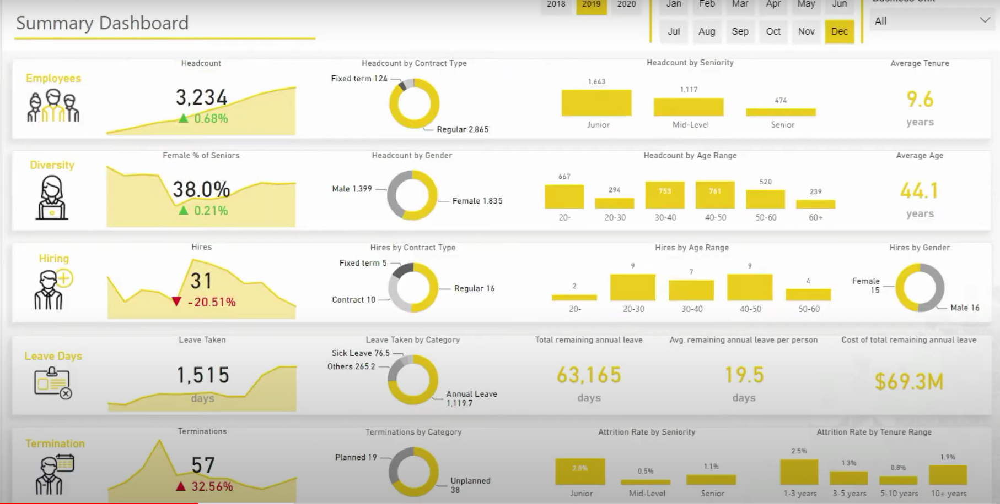 2018 2019 2020
Jan Feb Mar Apr May Jun
Summary Dashboard
All
Jul Aug Sep Oct Nov Dec
Employees
Headcount
3,234
0.68%
Headcount by Contract Type
Fixed term 124
Regular 2,865
Headcount by Seniority
1,643 1,117 474
Junior Mid-Level Senior
Average Tenure
9.6
years
Diversity
Female % of Seniors
38.0%
0.21%
Headcount by Gender
Male 1,399
Female 1,835
Headcount by Age Range
667 294 753 761 520 239
20- 20-30 30-40 40-50 50-60 60+
Average Age
44.1
years
Hiring
Hires
31
-20.51%
Hires by Contract Type
Fixed term 5
Regular 16
Contract 10
Hires by Age Range
2 9 7 9 4
20- 20-30 30-40 40-50 50-60
Hires by Gender
Female
15
Male 16
Leave Days
Leave Taken
1,515
days
Leave Taken by Category
Sick Leave 76.5
Others 265.2
Annual Leave
1,119.7
Total remaining annual leave
63,165
days
Avg. remaining annual leave per person
19.5
days
Cost of total remaining annual leave
$69.3M
Termination
Terminations
57
32.56%
Terminations by Category
Planned 19
Unplanned
38
Attrition Rate by Seniority
2.8% 0.5% 1.1%
Junior Mid-Level Senior
Attrition Rate by Tenure Range
2.5% 1.3% 0.8% 1.9%
1-3 years 3-5 years 5-10 years 10+ years